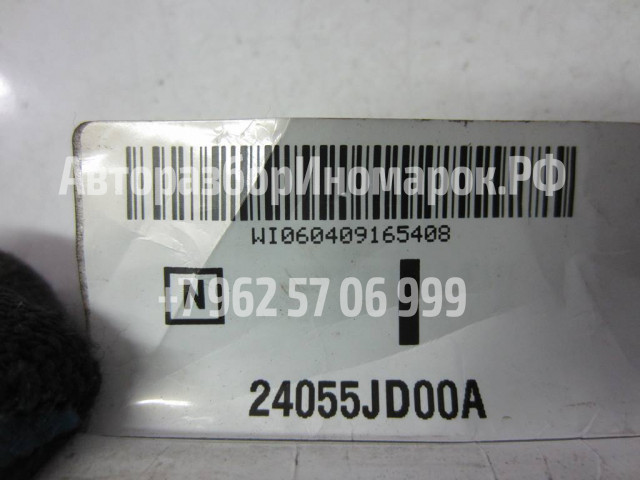 АвторазборИномарок.РФ
WI060409165408
N
+7 962 57 06 999
24055JD00A